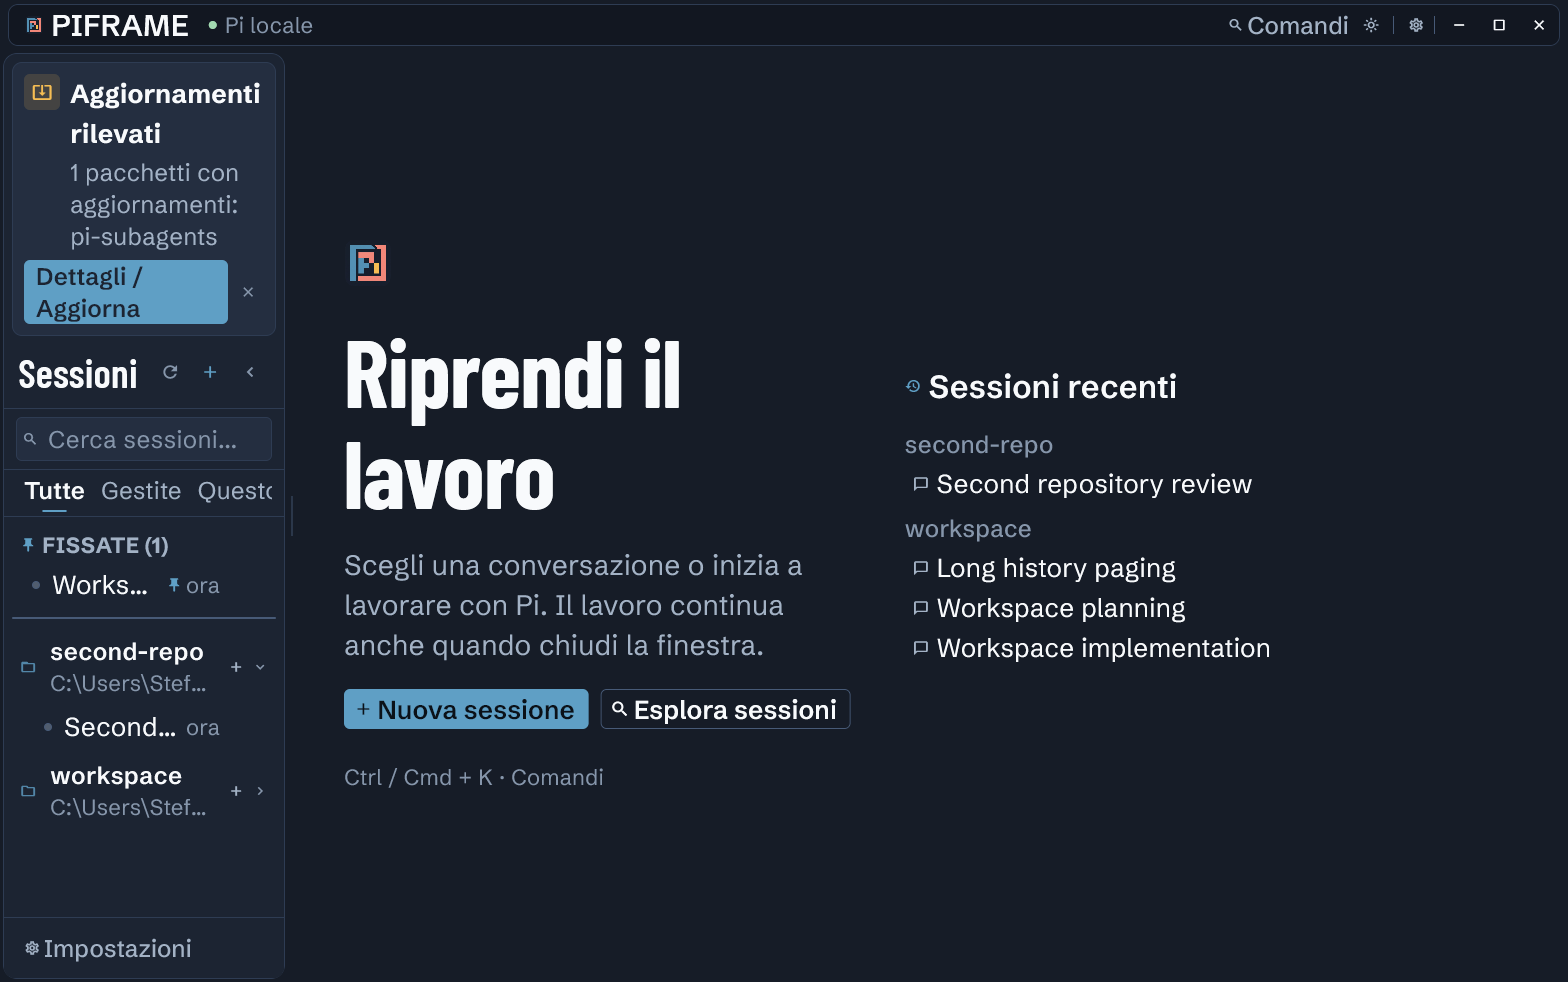 PIFRAME
Pi locale
Comandi
Aggiornamenti
rilevati
1 pacchetti con
aggiornamenti:
pi-subagents
Dettagli /
Aggiorna
Sessioni
Cerca sessioni...
Tutte Gestite Questo
FISSATE (1)
Works... ora
second-repo
C:\Users\Stef...
Second... ora
workspace
C:\Users\Stef...
Impostazioni
Riprendi il
lavoro
Scegli una conversazione o inizia a
lavorare con Pi. Il lavoro continua
anche quando chiudi la finestra.
+ Nuova sessione
Esplora sessioni
Ctrl / Cmd + K · Comandi
Sessioni recenti
second-repo
Second repository review
workspace
Long history paging
Workspace planning
Workspace implementation